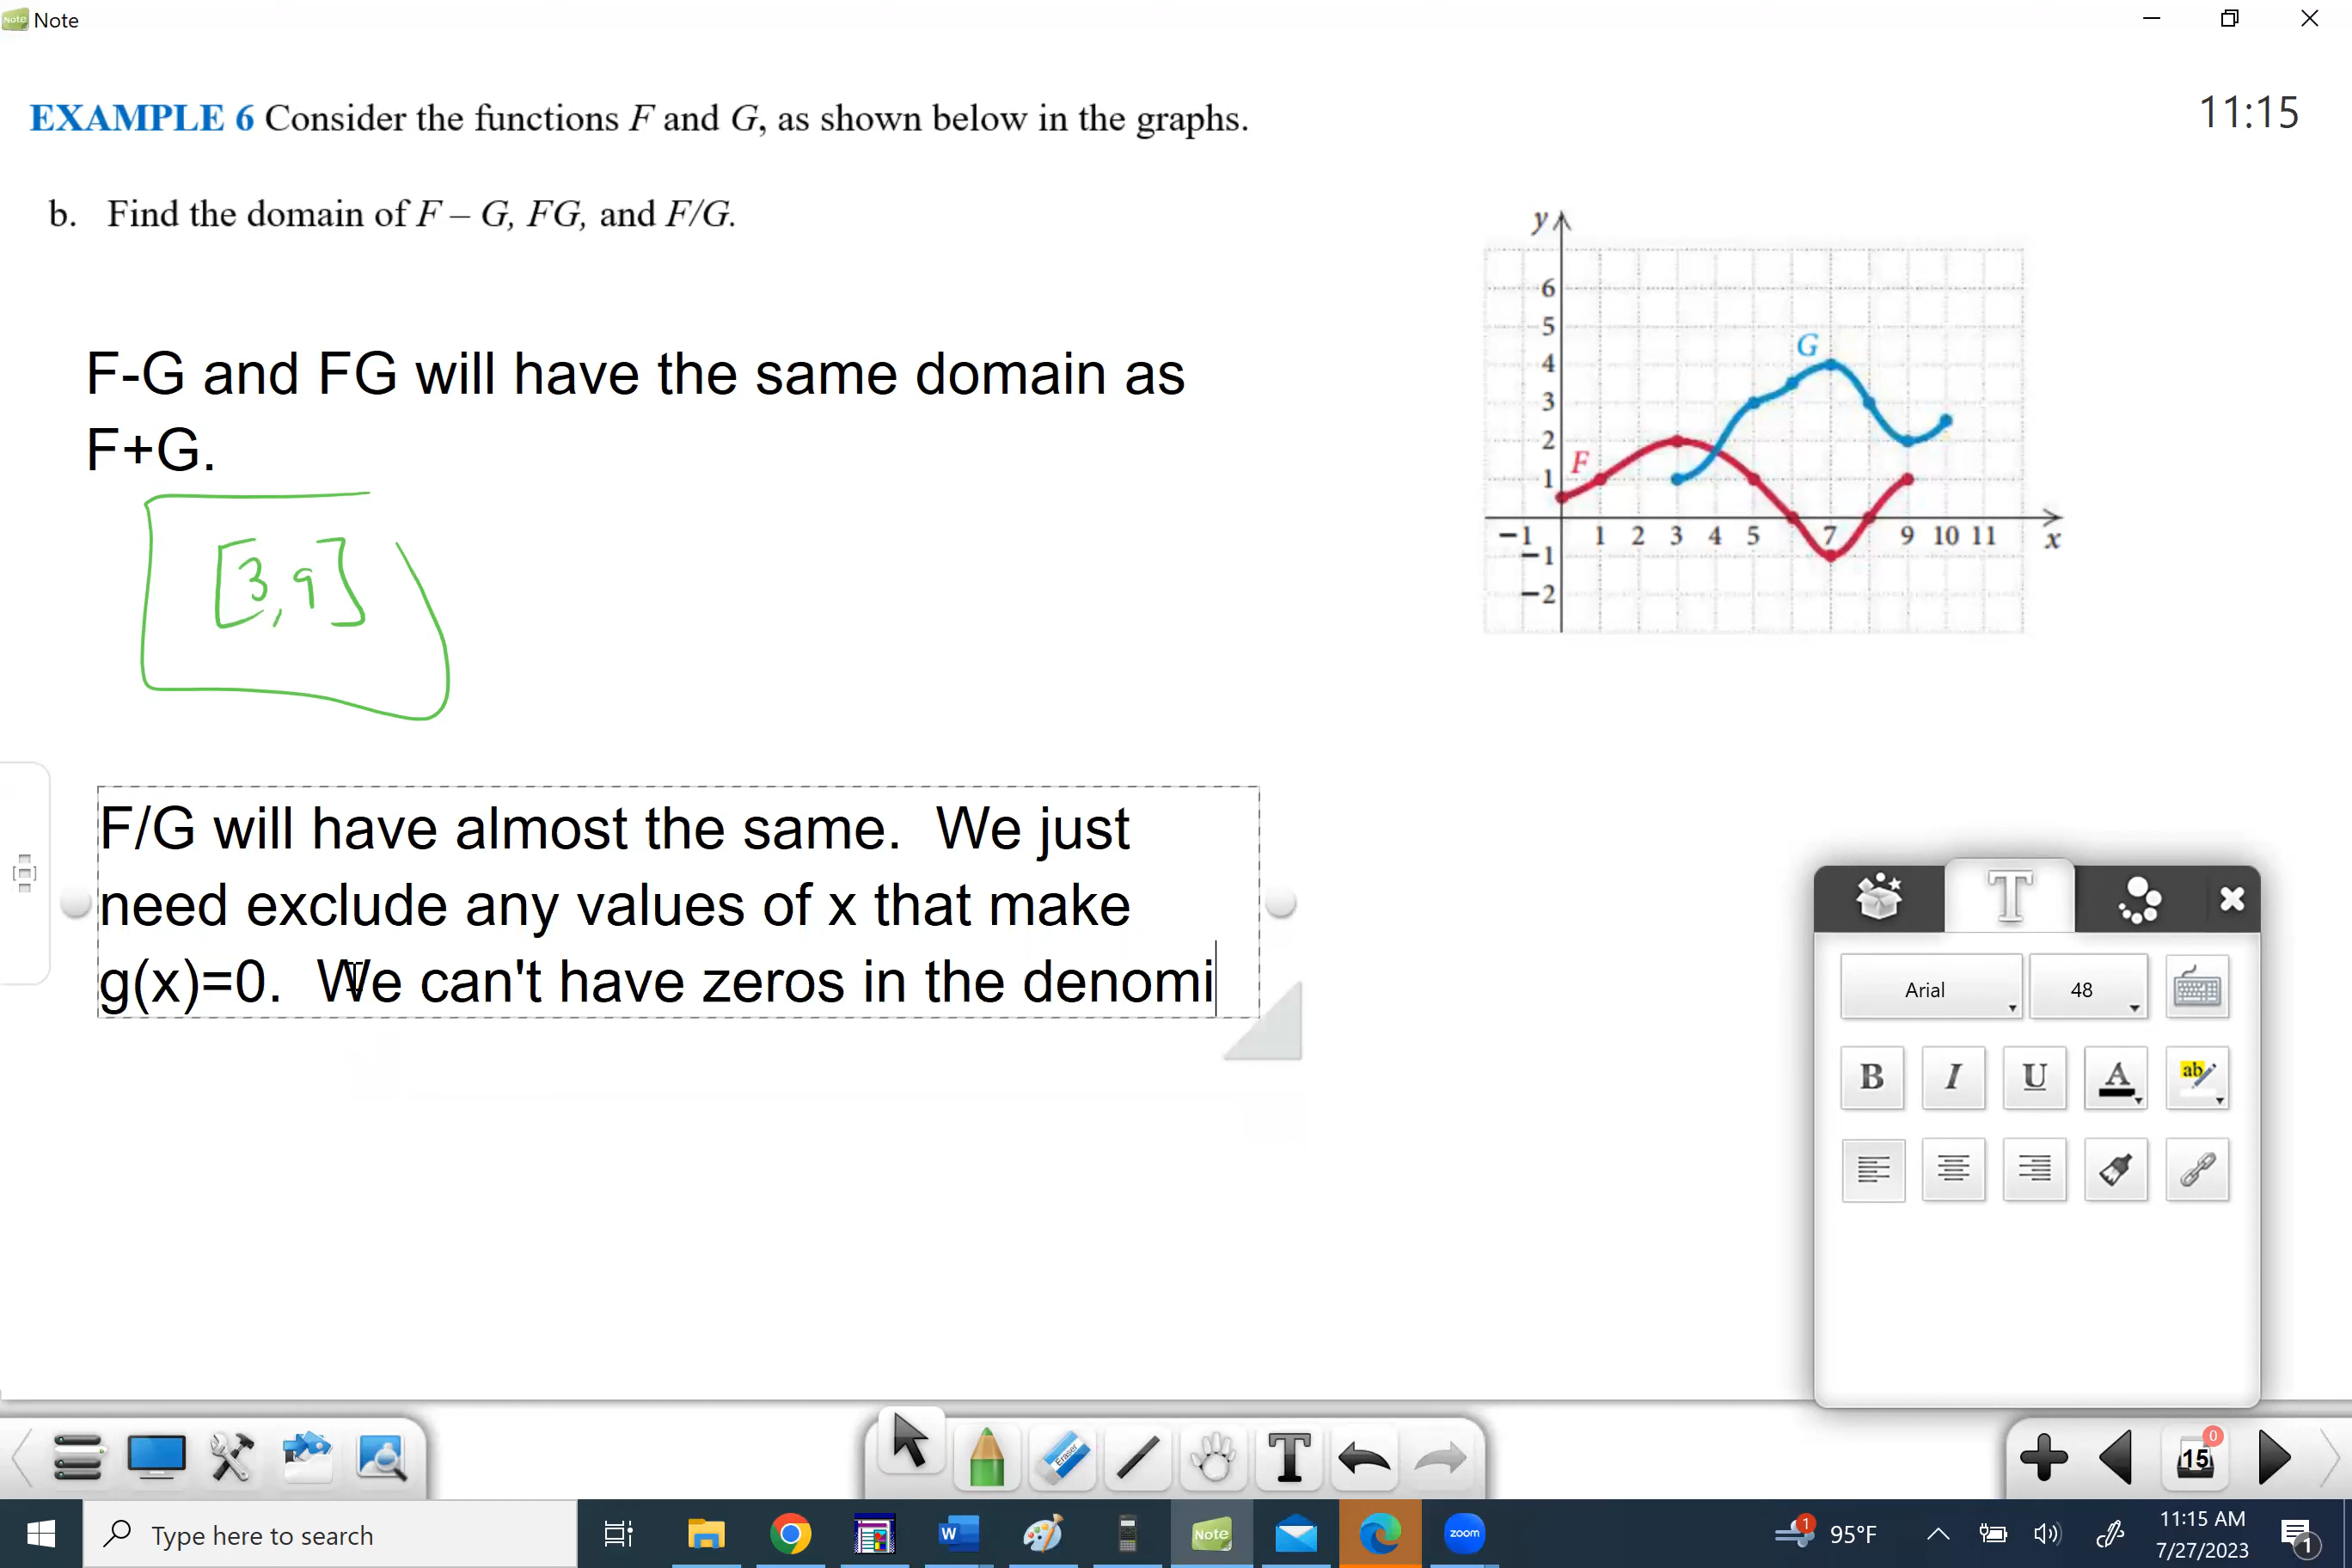 Note
EXAMPLE 6 Consider the functions F and G, as shown below in the graphs.
11:15
b. Find the domain of F – G, FG, and F/G.
F-G and FG will have the same domain as
F+G.
[3,9]
y
6
5
4
3
2
1
G
F
−1 1 2 3 4 5 7 9 10 11
x
−1
−2
F/G will have almost the same.  We just
need exclude any values of x that make
g(x)=0.  We can't have zeros in the denomi
T
Arial 48
B I U A ab
Eraser
T
15
0
Type here to search
W
Note
zoom
1
95°F
11:15 AM
7/27/2023
1